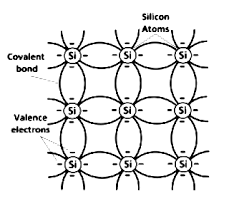 Silicon
Atoms
Covalent
bond
Si Si Si
Si Si Si
Valence
electrons
Si Si Si